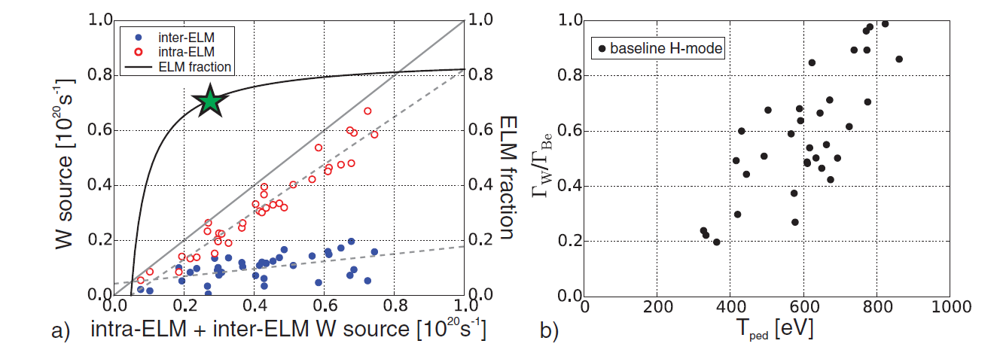 1.0
0.8
0.6
0.4
0.2
0.0
W source [10²⁰s⁻¹]
inter-ELM
intra-ELM
ELM fraction
0.0 0.2 0.4 0.6 0.8 1.0
a) intra-ELM + inter-ELM W source [10²⁰s⁻¹]
1.0
0.8
0.6
0.4
0.2
0.0
ELM fraction
1.0
0.8
0.6
0.4
0.2
0.0
Γ_W/Γ_Be
baseline H-mode
0 200 400 600 800 1000
b) T_ped [eV]